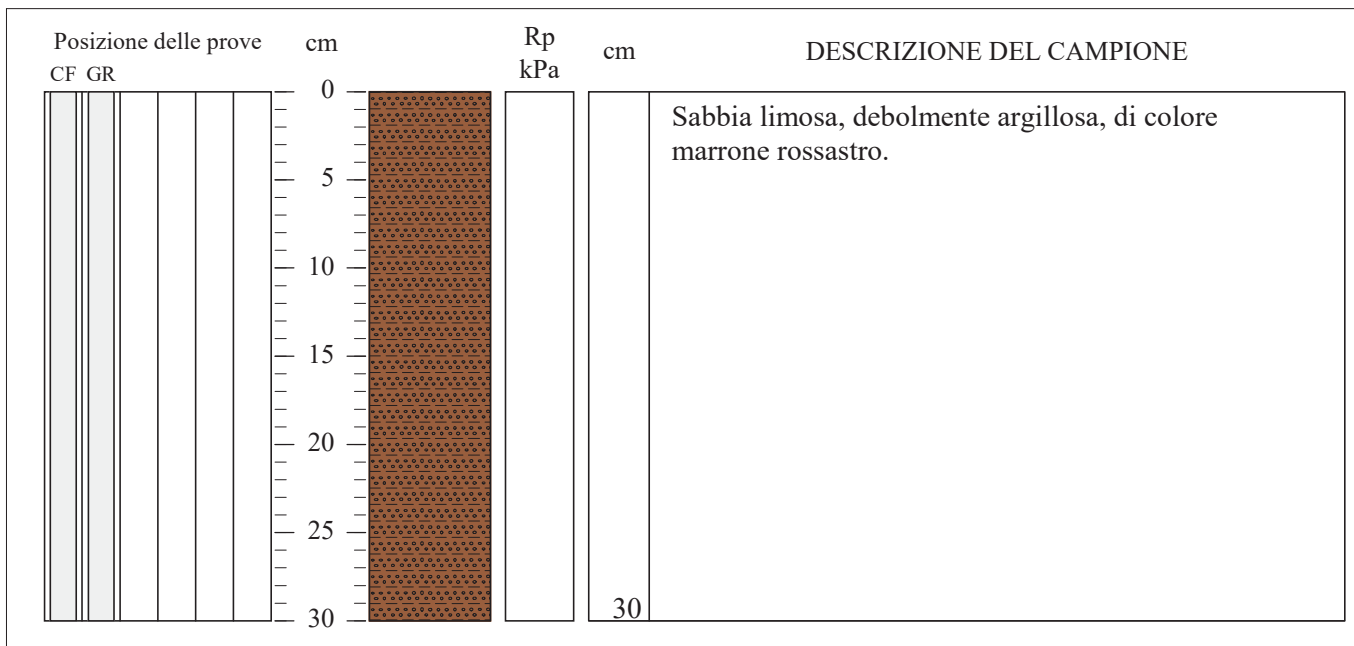 Posizione delle prove
CF GR
cm
Rp
kPa
cm
DESCRIZIONE DEL CAMPIONE
0
5
10
15
20
25
30
30
Sabbia limosa, debolmente argillosa, di colore
marrone rossastro.